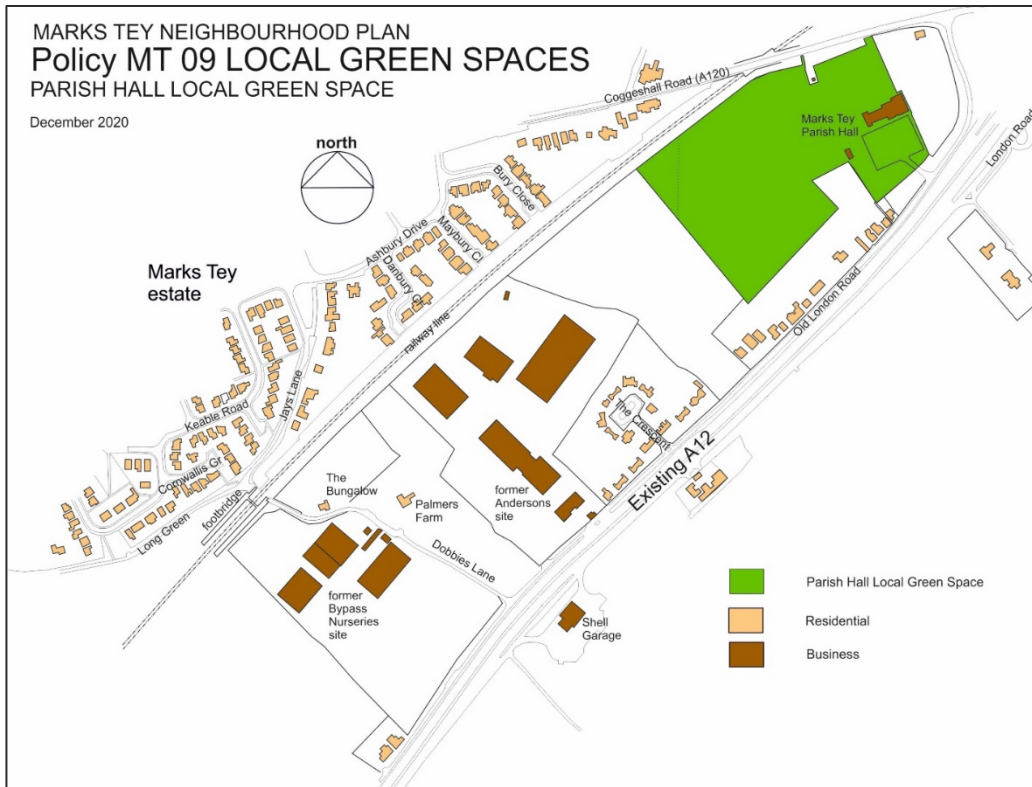 MARKS TEY NEIGHBOURHOOD PLAN
Policy MT 09 LOCAL GREEN SPACES
PARISH HALL LOCAL GREEN SPACE
December 2020
north
Coggeshall Road (A120)
Marks Tey
Parish Hall
London Road
Bury Close
Maybury Cl
Ashbury Drive
Danbury Cl
Marks Tey
estate
railway line
Old London Road
Jays Lane
Keable Road
The Crescent
Cornwallis Gr
Existing A12
footbridge
Long Green
The
Bungalow
Palmers
Farm
former
Andersons
site
Dobbies Lane
former
Bypass
Nurseries
site
Shell
Garage
Parish Hall Local Green Space
Residential
Business